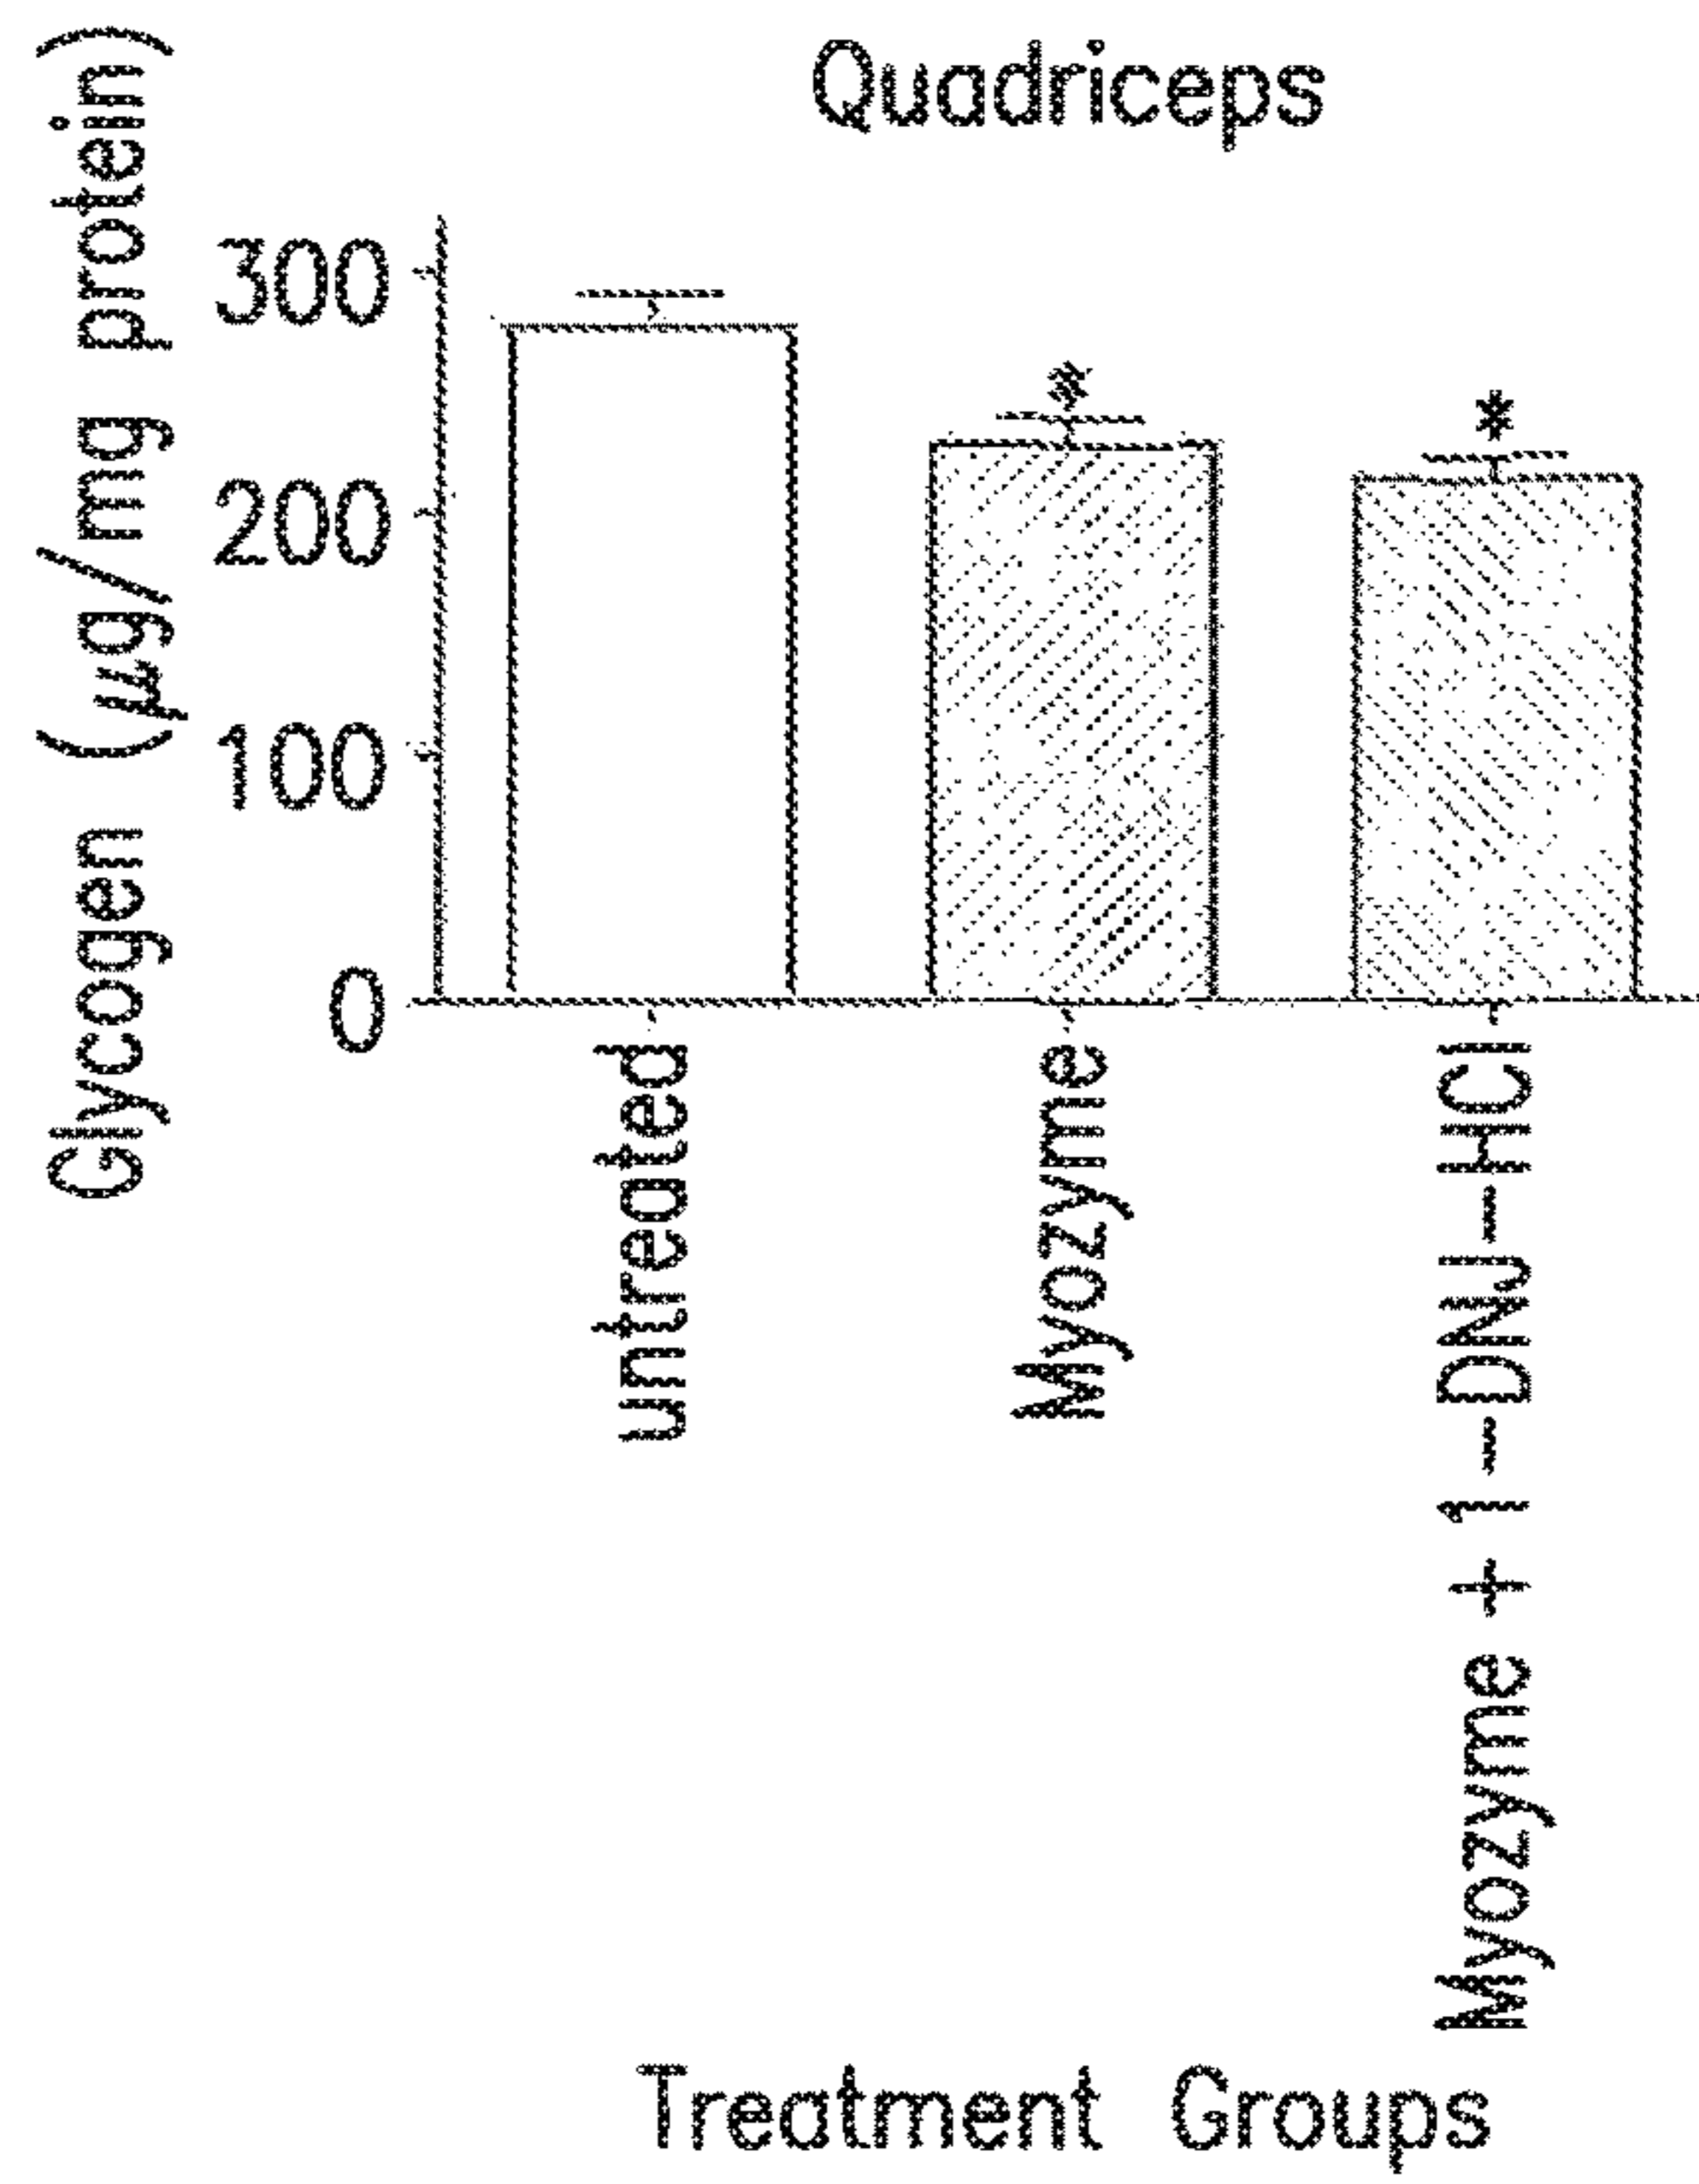 Quadriceps
Glycogen (μg/mg protein)
300
200
100
0
*
*
untreated
Myozyme
Myozyme + 1-DNJ-HCl
Treatment Groups